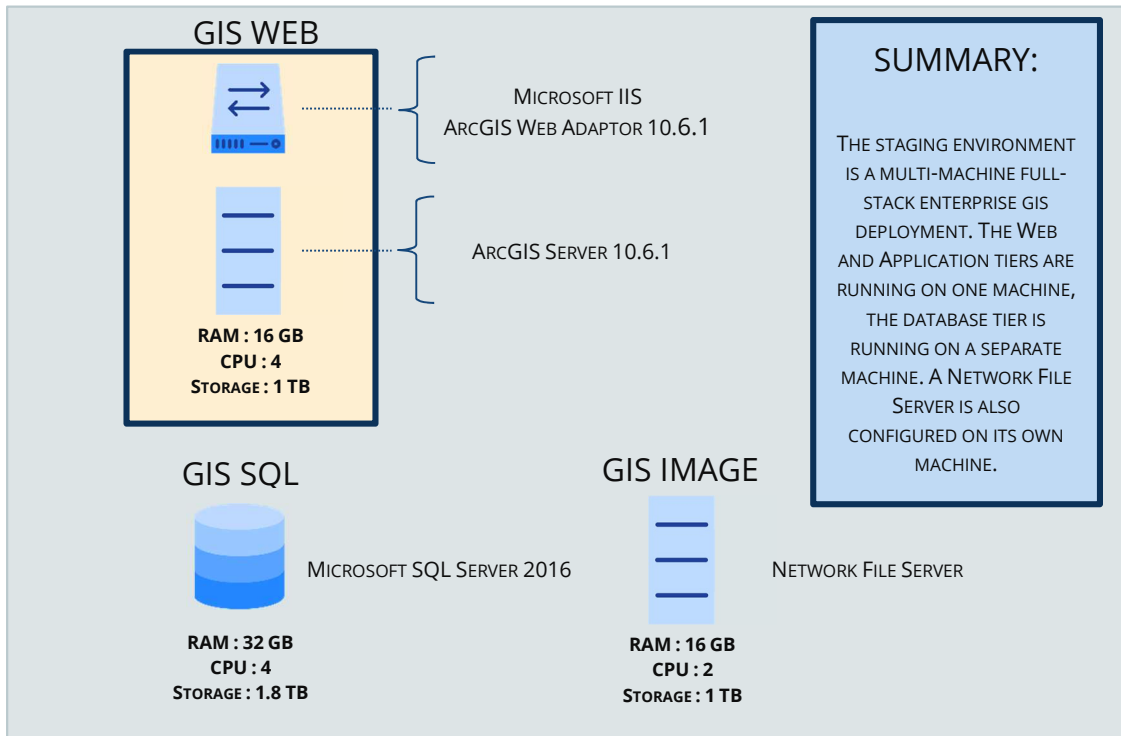 GIS WEB
MICROSOFT IIS
ARCGIS WEB ADAPTOR 10.6.1
ARCGIS SERVER 10.6.1
RAM : 16 GB
CPU : 4
STORAGE : 1 TB
GIS SQL
MICROSOFT SQL SERVER 2016
RAM : 32 GB
CPU : 4
STORAGE : 1.8 TB
GIS IMAGE
NETWORK FILE SERVER
RAM : 16 GB
CPU : 2
STORAGE : 1 TB
SUMMARY:
THE STAGING ENVIRONMENT
IS A MULTI-MACHINE FULL-
STACK ENTERPRISE GIS
DEPLOYMENT. THE WEB
AND APPLICATION TIERS ARE
RUNNING ON ONE MACHINE,
THE DATABASE TIER IS
RUNNING ON A SEPARATE
MACHINE. A NETWORK FILE
SERVER IS ALSO
CONFIGURED ON ITS OWN
MACHINE.